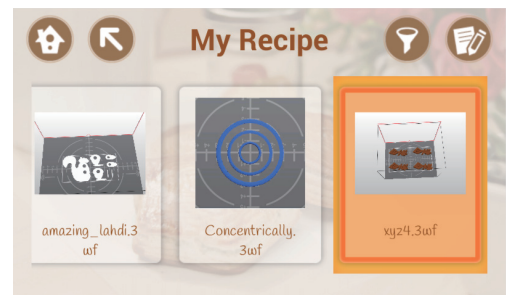 My Recipe
amazing_lahdi.3
wf
Concentrically.
3wf
xyz4.3wf